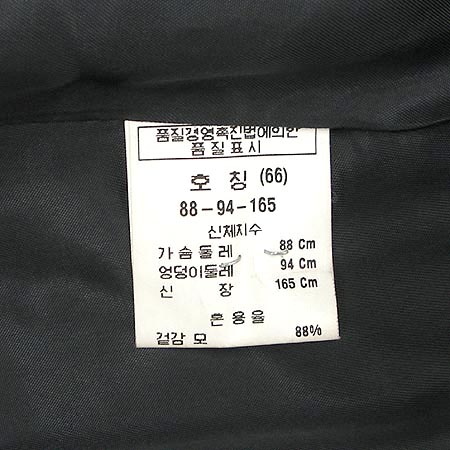 품질경영촉진법에의한
품 질 표 시
호 칭 (66)
88-94-165
신체지수
가 슴 둘 레 88 Cm
엉덩이둘레 94 Cm
신 장 165 Cm
혼 용 율
겉감 모 88%